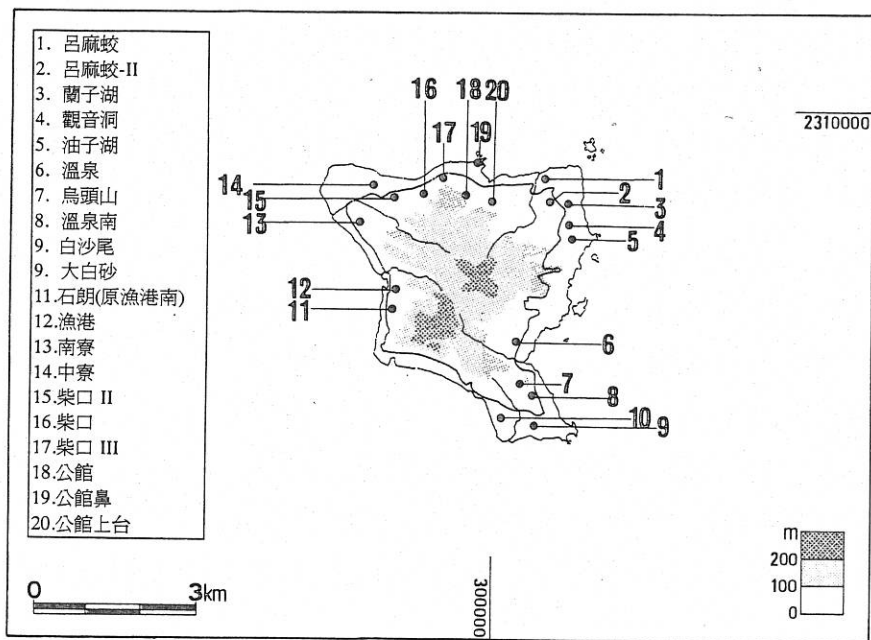 1. 呂麻蛟
2. 呂麻蛟-II
3. 蘭子湖
4. 觀音洞
5. 油子湖
6. 溫泉
7. 烏頭山
8. 溫泉南
9. 白沙尾
9. 大白砂
11.石朗(原漁港南)
12.漁港
13.南寮
14.中寮
15.柴口 II
16.柴口
17.柴口 III
18.公館
19.公館鼻
20.公館上台
16 18 20
17 19
2310000
14
15
13
1
2
3
4
5
12
11
6
7
8
10
9
m
200
100
0
0 3km
300000